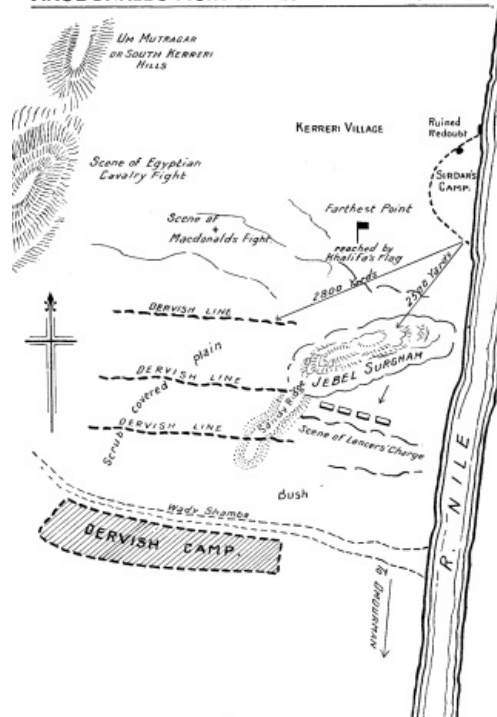 UM MUTRAGAR
OR SOUTH KERRERI
HILLS
KERRERI VILLAGE
Ruined
Redoubt
SIRDAR'S
CAMP.
Scene of Egyptian
Cavalry Fight
Farthest Point
reached by
Khalifa's Flag
Scene of
Macdonald's Fight.
2800 Yards
2500 Yards
DERVISH LINE
Scrub covered plain
DERVISH LINE
JEBEL SURGHAM
Sandy Ridge
DERVISH LINE
Scene of Lancers' Charge
Bush
Wady Shamba
DERVISH CAMP.
To OMDURMAN
R. NILE